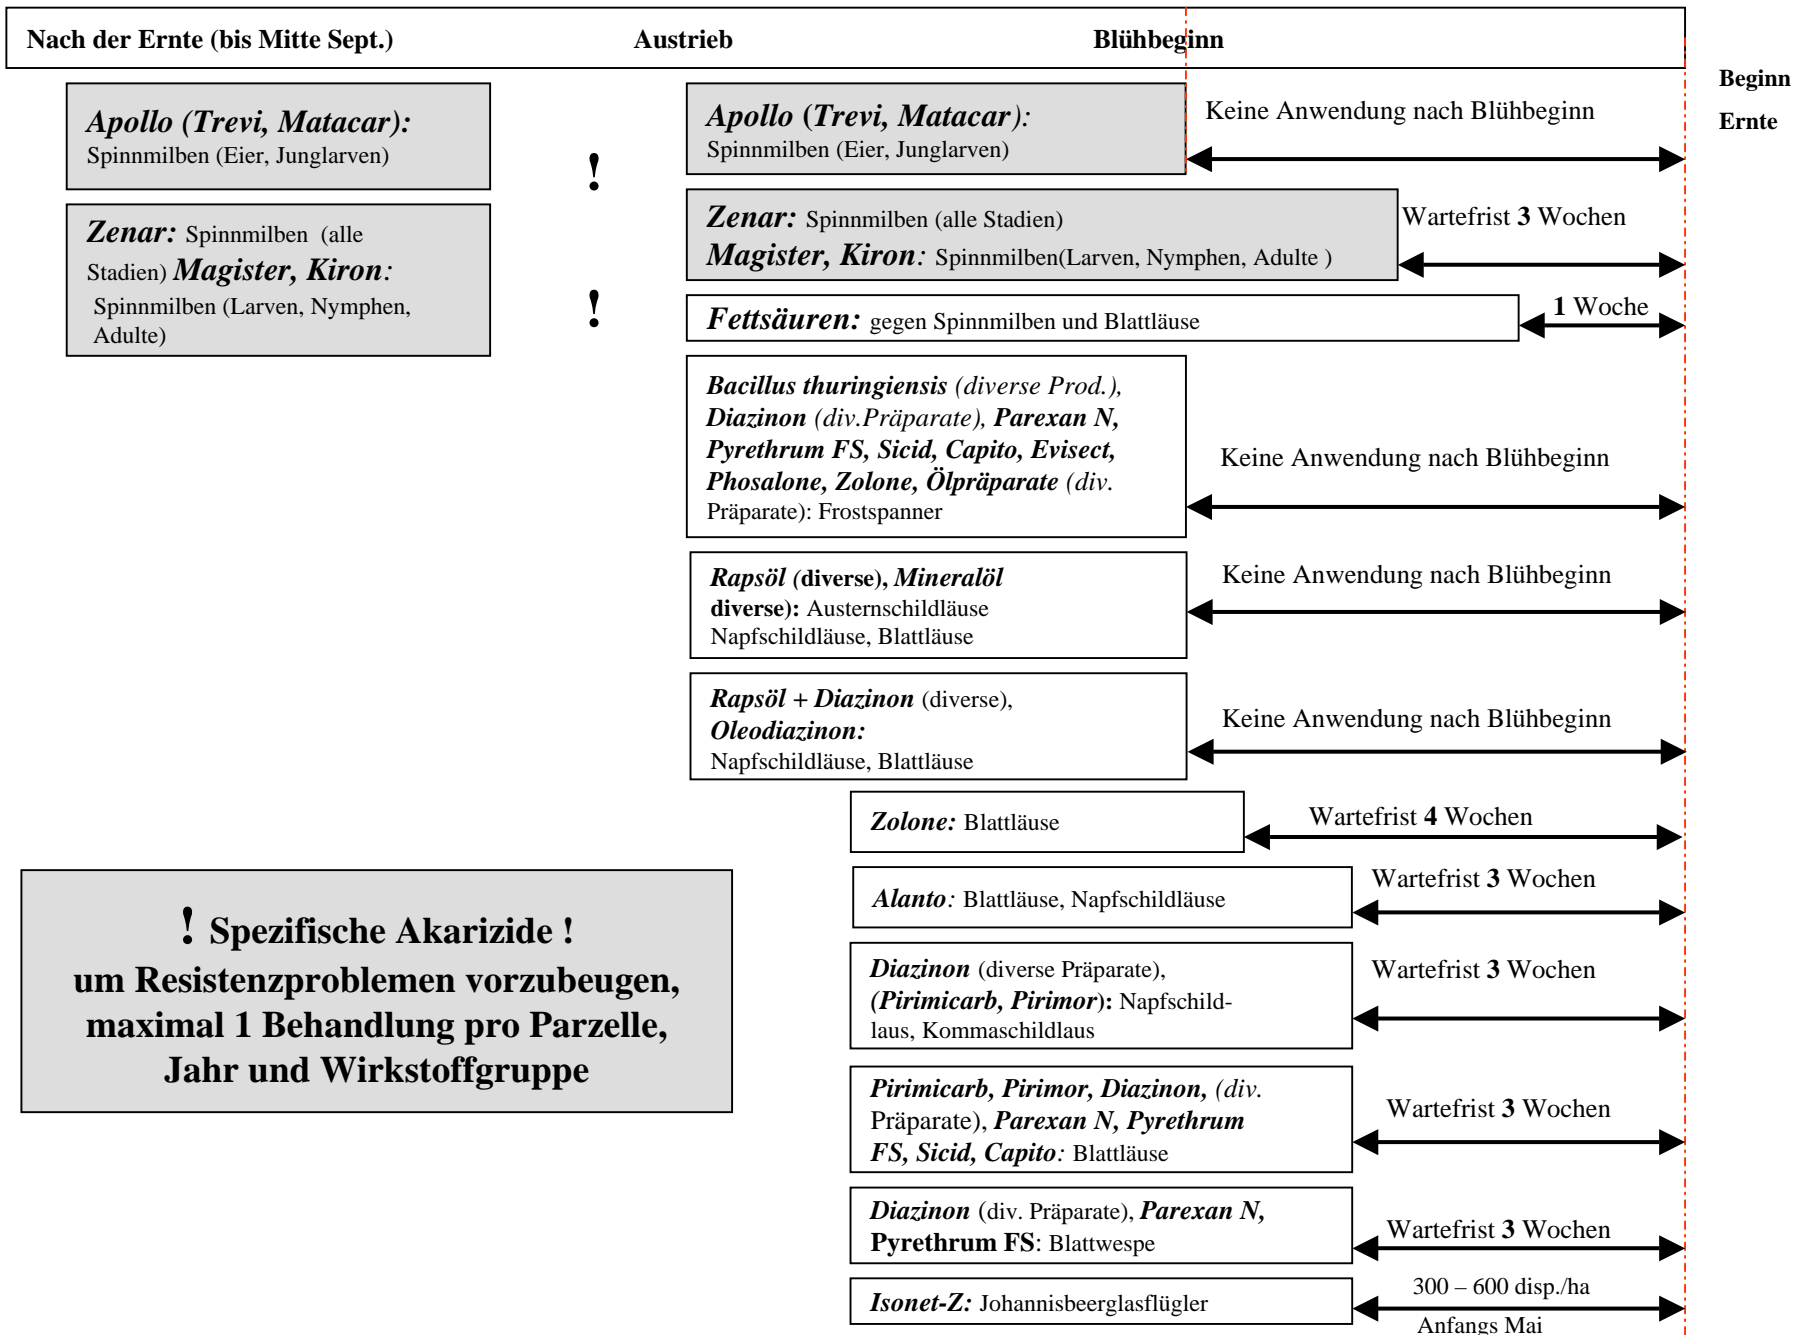 Nach der Ernte (bis Mitte Sept.) Austrieb Blühbeginn
Beginn
Ernte
Apollo (Trevi, Matacar):
Spinnmilben (Eier, Junglarven)
!
Apollo (Trevi, Matacar):
Spinnmilben (Eier, Junglarven)
Keine Anwendung nach Blühbeginn
Zenar: Spinnmilben (alle
Stadien) Magister, Kiron:
Spinnmilben (Larven, Nymphen,
Adulte)
!
Zenar: Spinnmilben (alle Stadien)
Magister, Kiron: Spinnmilben(Larven, Nymphen, Adulte )
Wartefrist 3 Wochen
Fettsäuren: gegen Spinnmilben und Blattläuse
1 Woche
Bacillus thuringiensis (diverse Prod.),
Diazinon (div.Präparate), Parexan N,
Pyrethrum FS, Sicid, Capito, Evisect,
Phosalone, Zolone, Ölpräparate (div.
Präparate): Frostspanner
Keine Anwendung nach Blühbeginn
Rapsöl (diverse), Mineralöl
diverse): Austernschildläuse
Napfschildläuse, Blattläuse
Keine Anwendung nach Blühbeginn
Rapsöl + Diazinon (diverse),
Oleodiazinon:
Napfschildläuse, Blattläuse
Keine Anwendung nach Blühbeginn
Zolone: Blattläuse
Wartefrist 4 Wochen
Alanto: Blattläuse, Napfschildläuse
Wartefrist 3 Wochen
! Spezifische Akarizide !
um Resistenzproblemen vorzubeugen,
maximal 1 Behandlung pro Parzelle,
Jahr und Wirkstoffgruppe
Diazinon (diverse Präparate),
(Pirimicarb, Pirimor): Napfschild-
laus, Kommaschildlaus
Wartefrist 3 Wochen
Pirimicarb, Pirimor, Diazinon, (div.
Präparate), Parexan N, Pyrethrum
FS, Sicid, Capito: Blattläuse
Wartefrist 3 Wochen
Diazinon (div. Präparate), Parexan N,
Pyrethrum FS: Blattwespe
Wartefrist 3 Wochen
Isonet-Z: Johannisbeerglasflügler
300 – 600 disp./ha
Anfangs Mai